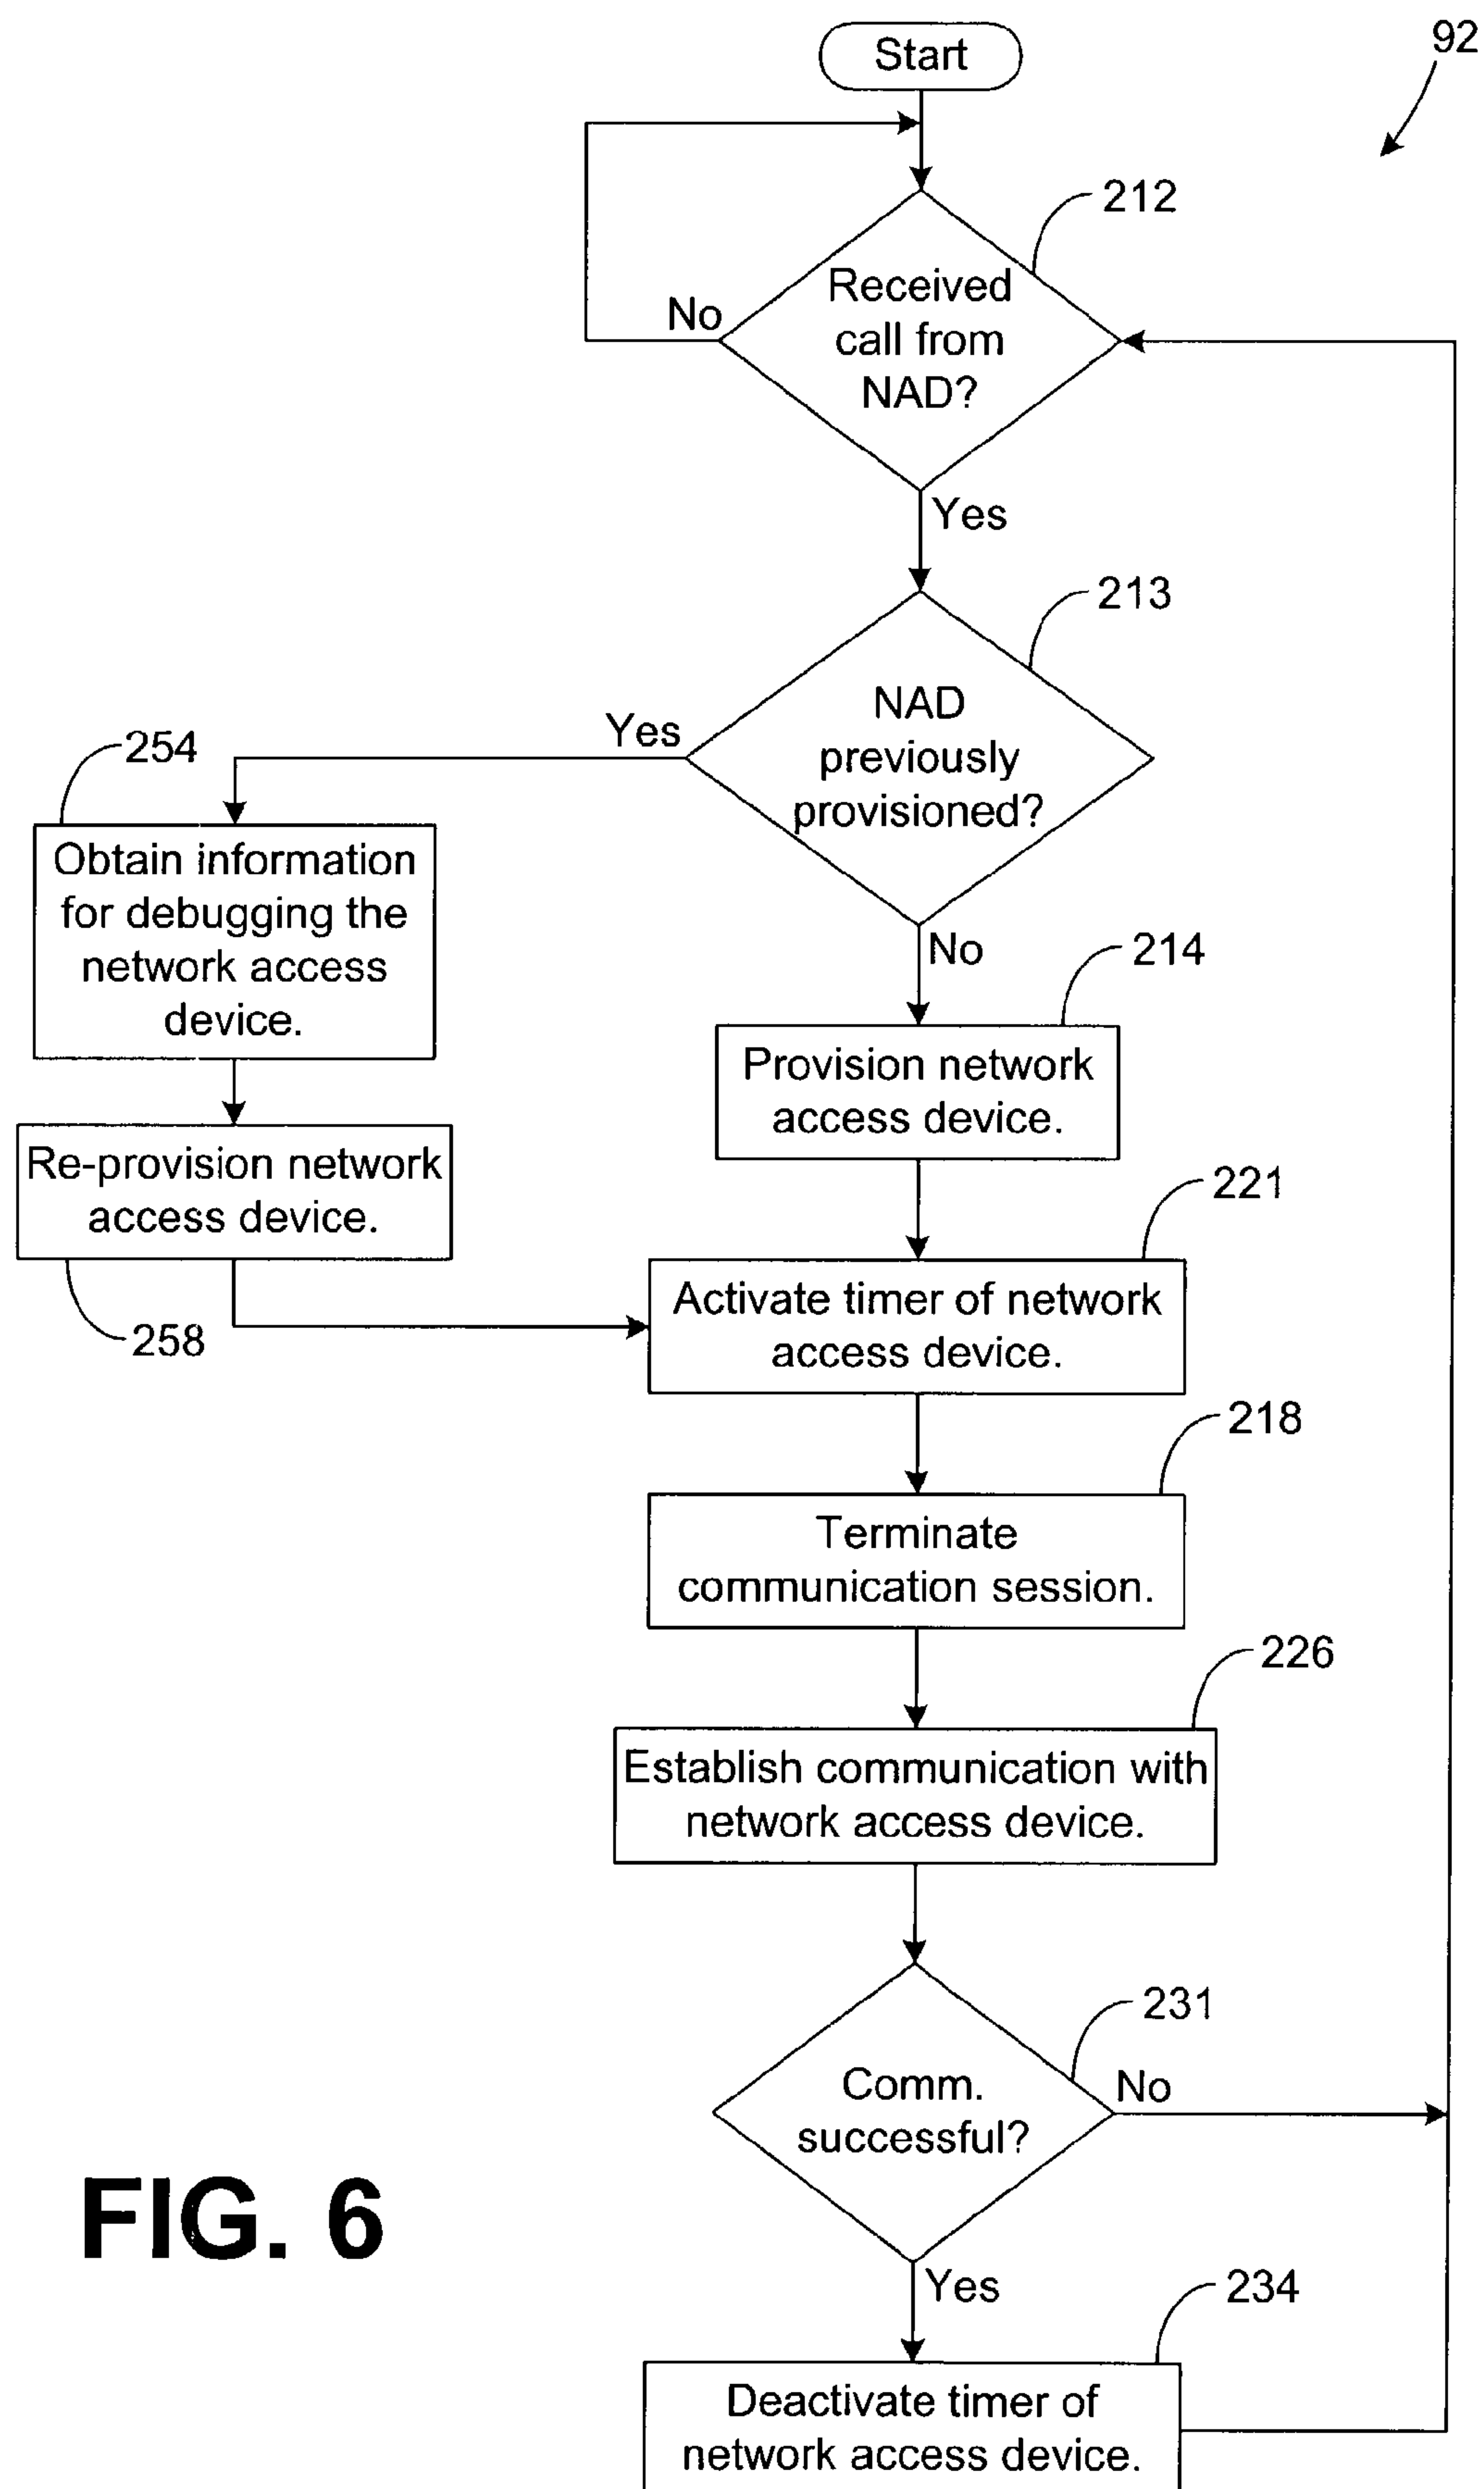 Start
92
212
Received
call from
NAD?
No
Yes
213
NAD
previously
provisioned?
Yes
No
254
Obtain information
for debugging the
network access
device.
214
Provision network
access device.
Re-provision network
access device.
258
221
Activate timer of network
access device.
218
Terminate
communication session.
226
Establish communication with
network access device.
231
Comm.
successful?
No
Yes
234
Deactivate timer of
network access device.
FIG. 6